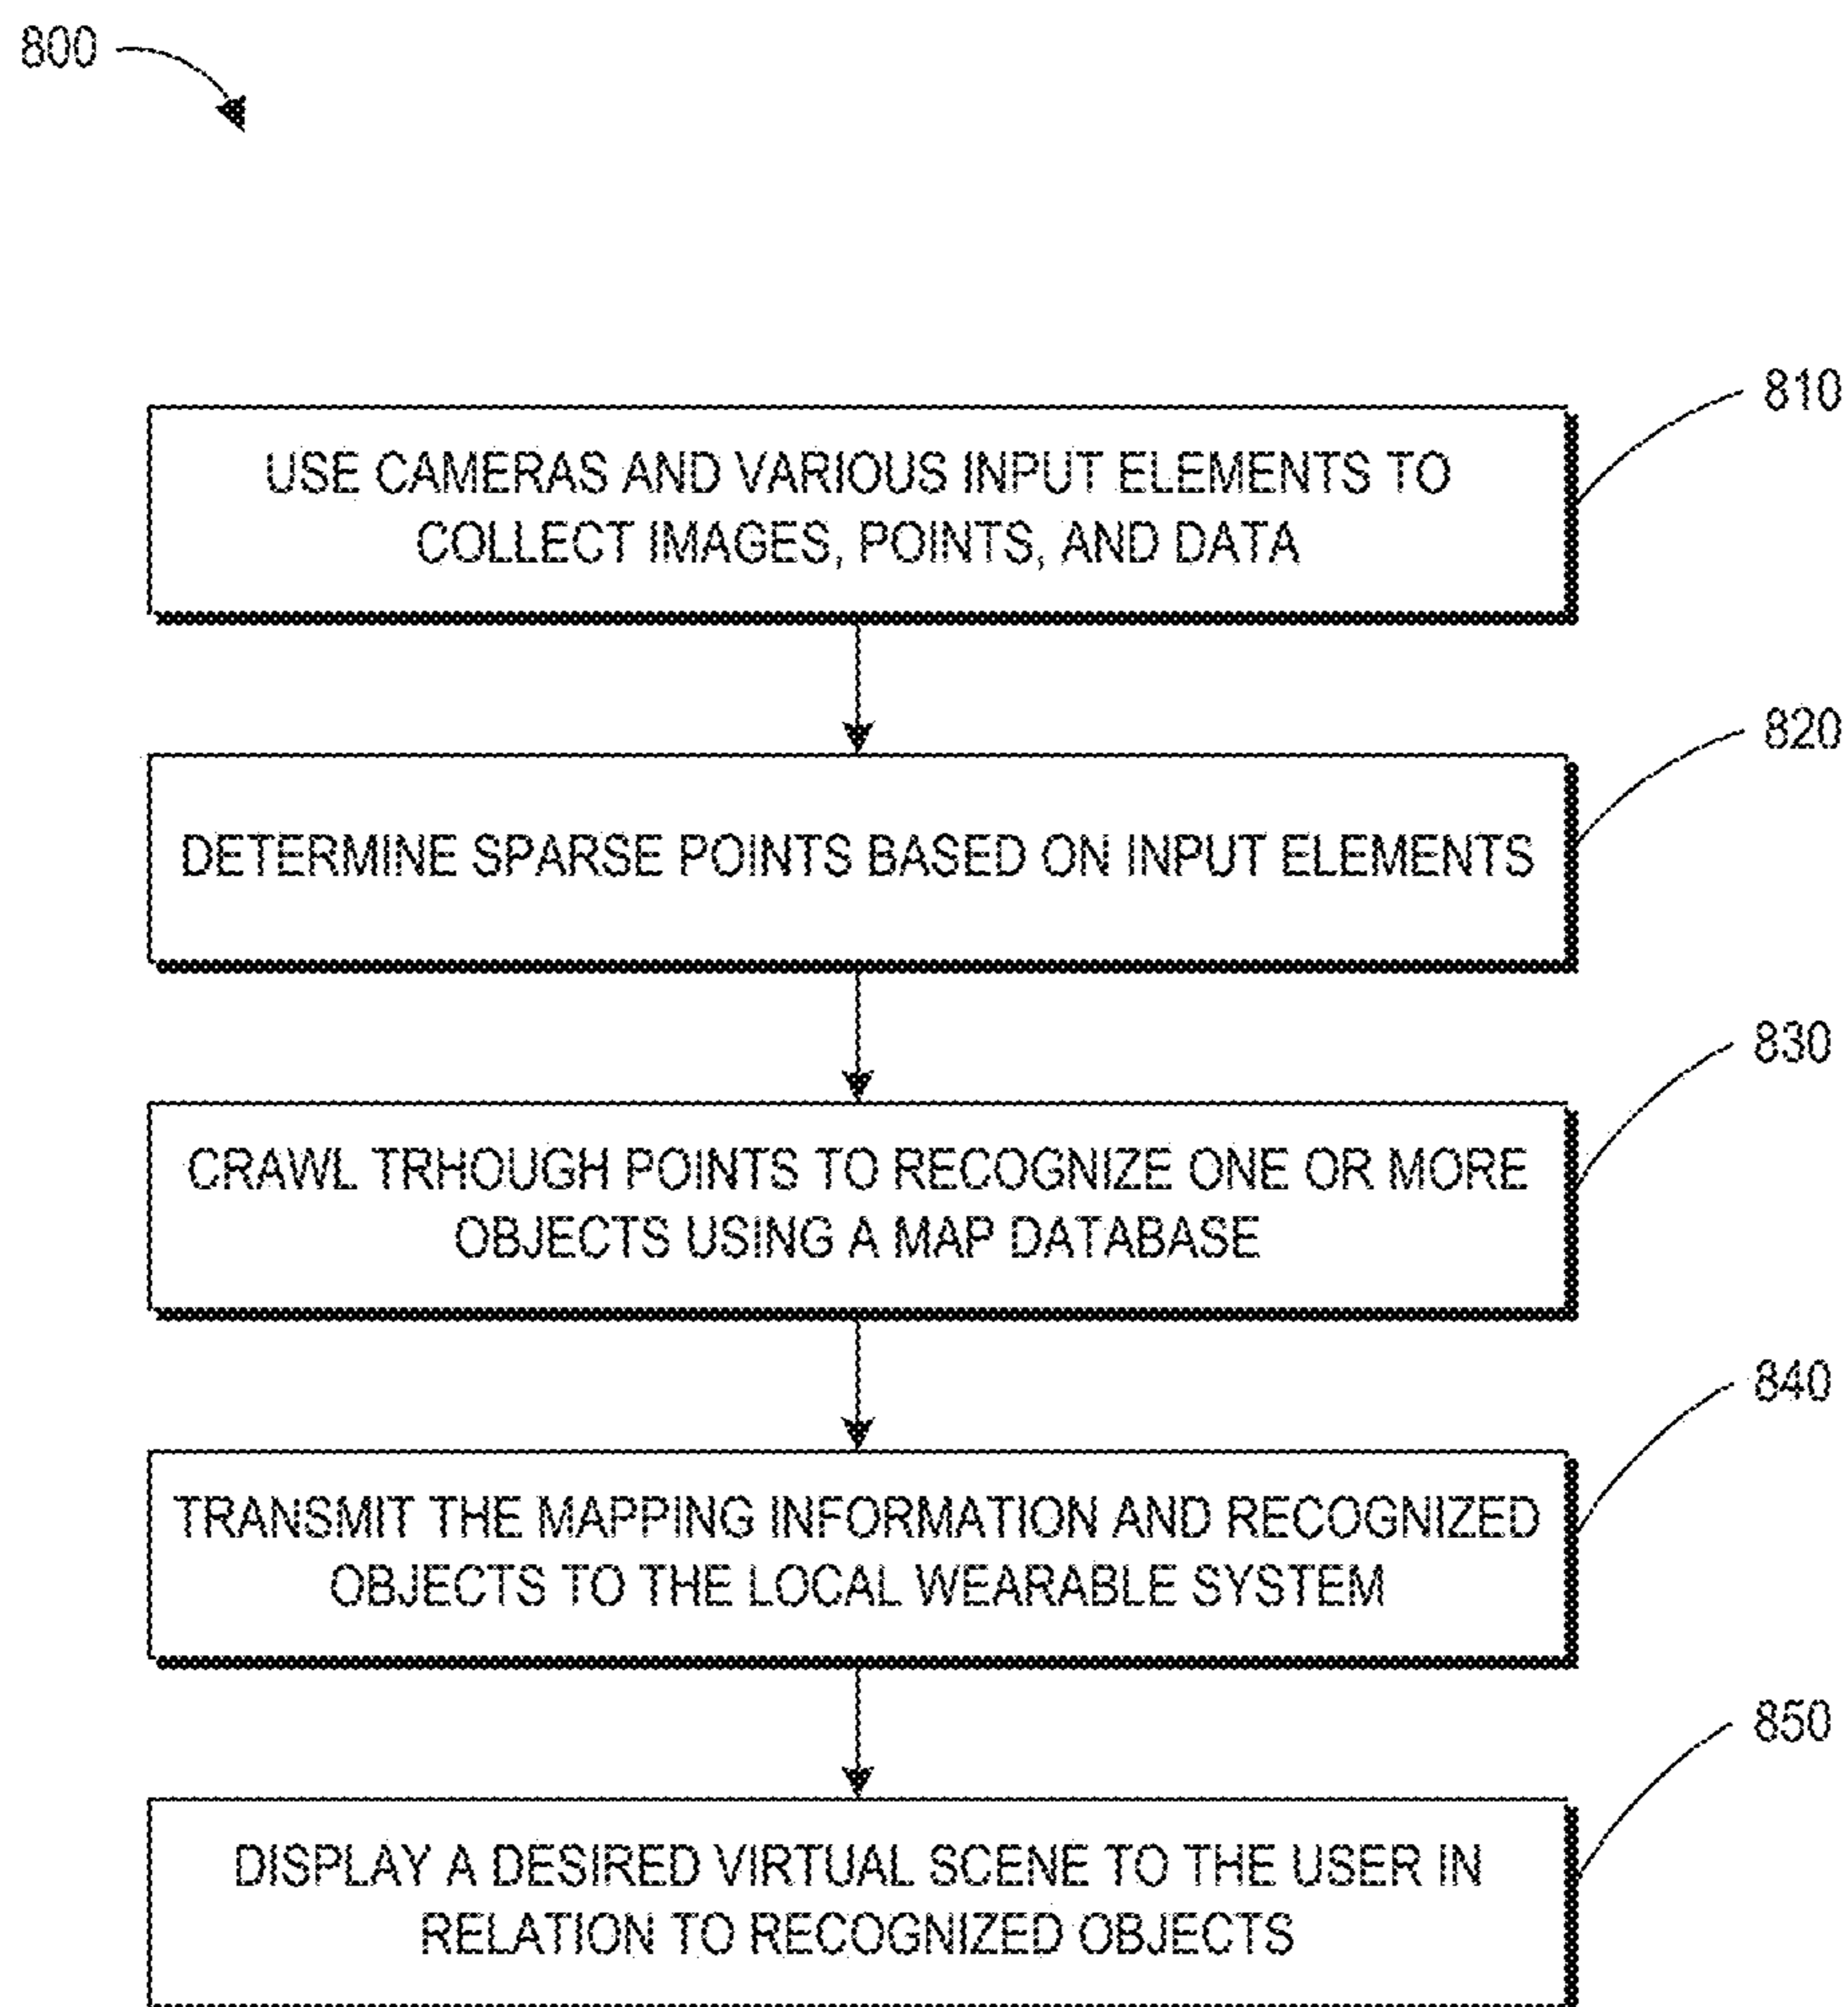 800
810
USE CAMERAS AND VARIOUS INPUT ELEMENTS TO
COLLECT IMAGES, POINTS, AND DATA
820
DETERMINE SPARSE POINTS BASED ON INPUT ELEMENTS
830
CRAWL TRHOUGH POINTS TO RECOGNIZE ONE OR MORE
OBJECTS USING A MAP DATABASE
840
TRANSMIT THE MAPPING INFORMATION AND RECOGNIZED
OBJECTS TO THE LOCAL WEARABLE SYSTEM
850
DISPLAY A DESIRED VIRTUAL SCENE TO THE USER IN
RELATION TO RECOGNIZED OBJECTS